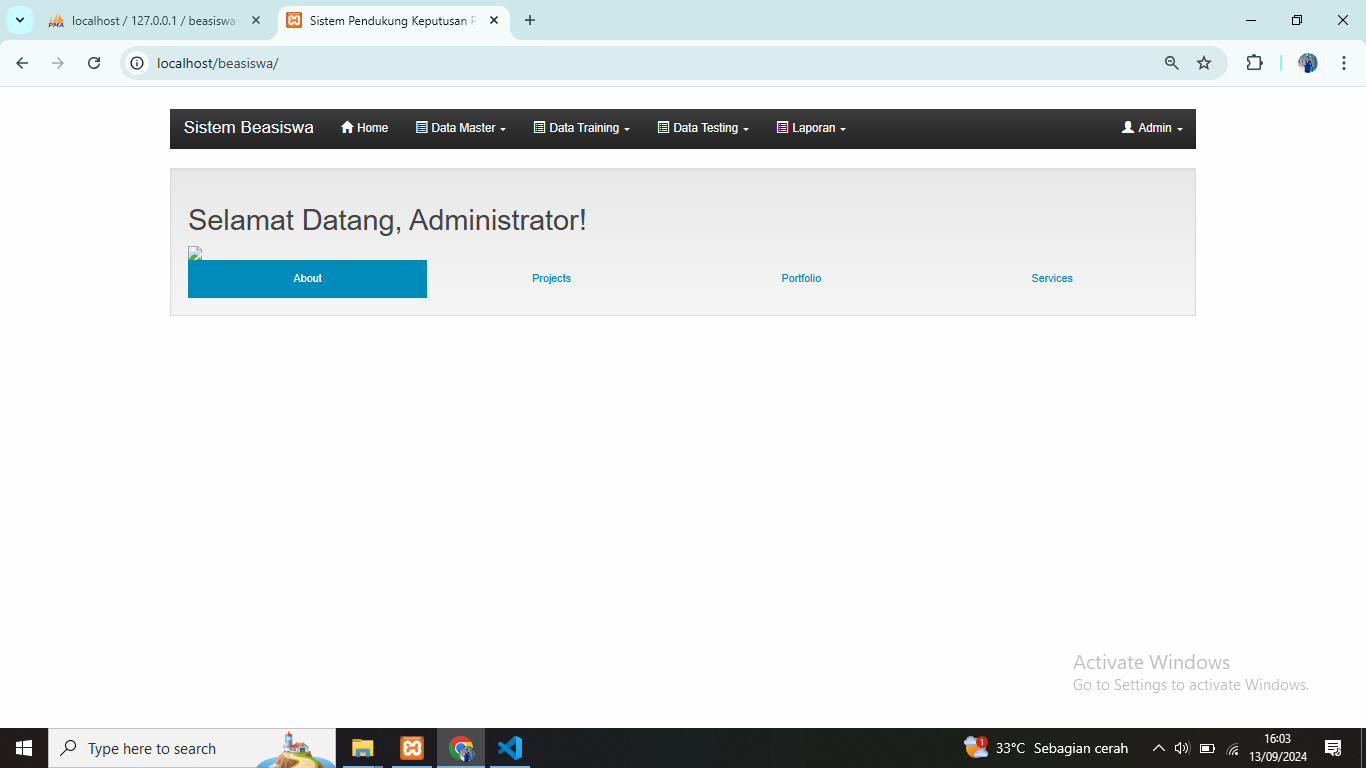 localhost / 127.0.0.1 / beasiswa
Sistem Pendukung Keputusan P
localhost/beasiswa/
Sistem Beasiswa Home Data Master Data Training Data Testing Laporan Admin
Selamat Datang, Administrator!
About Projects Portfolio Services
Activate Windows
Go to Settings to activate Windows.
Type here to search
1
33°C Sebagian cerah
16:03
13/09/2024
PMA